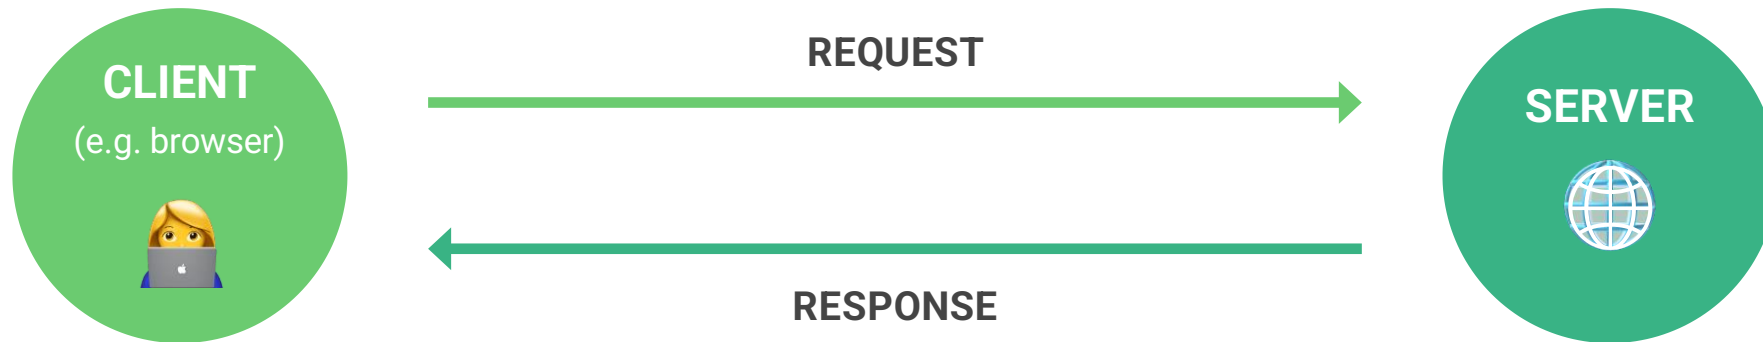 CLIENT
(e.g. browser)
REQUEST
RESPONSE
SERVER